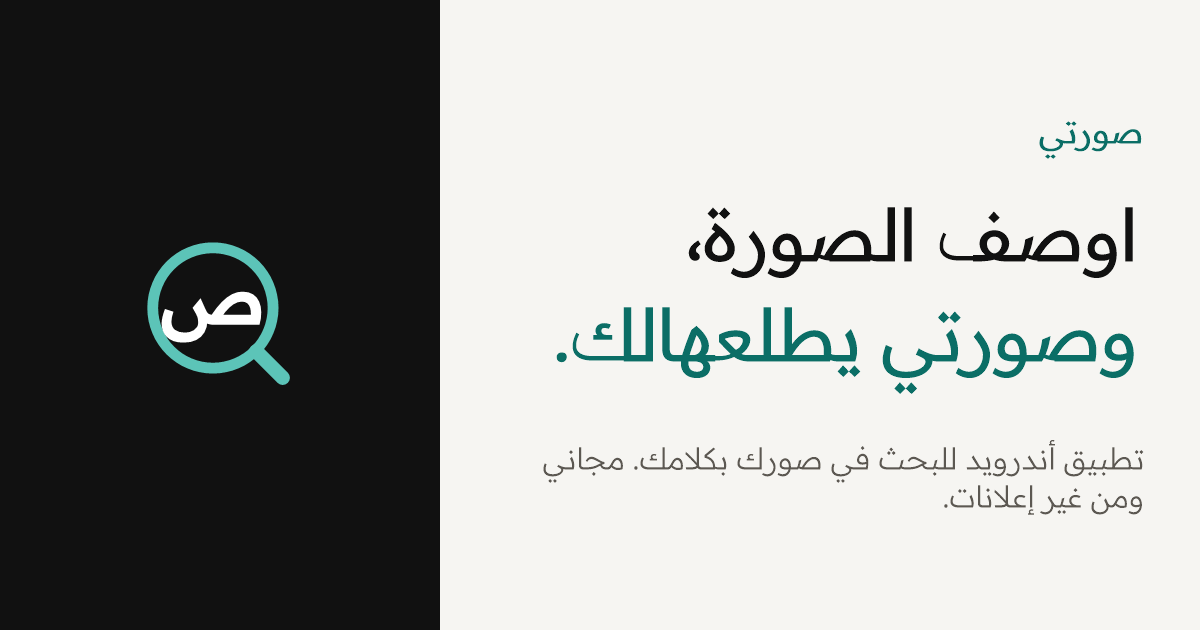 ص
صورتي
اوصف الصورة،
وصورتي يطلعهالك.
تطبيق أندرويد للبحث في صورك بكلامك. مجاني
ومن غير إعلانات.